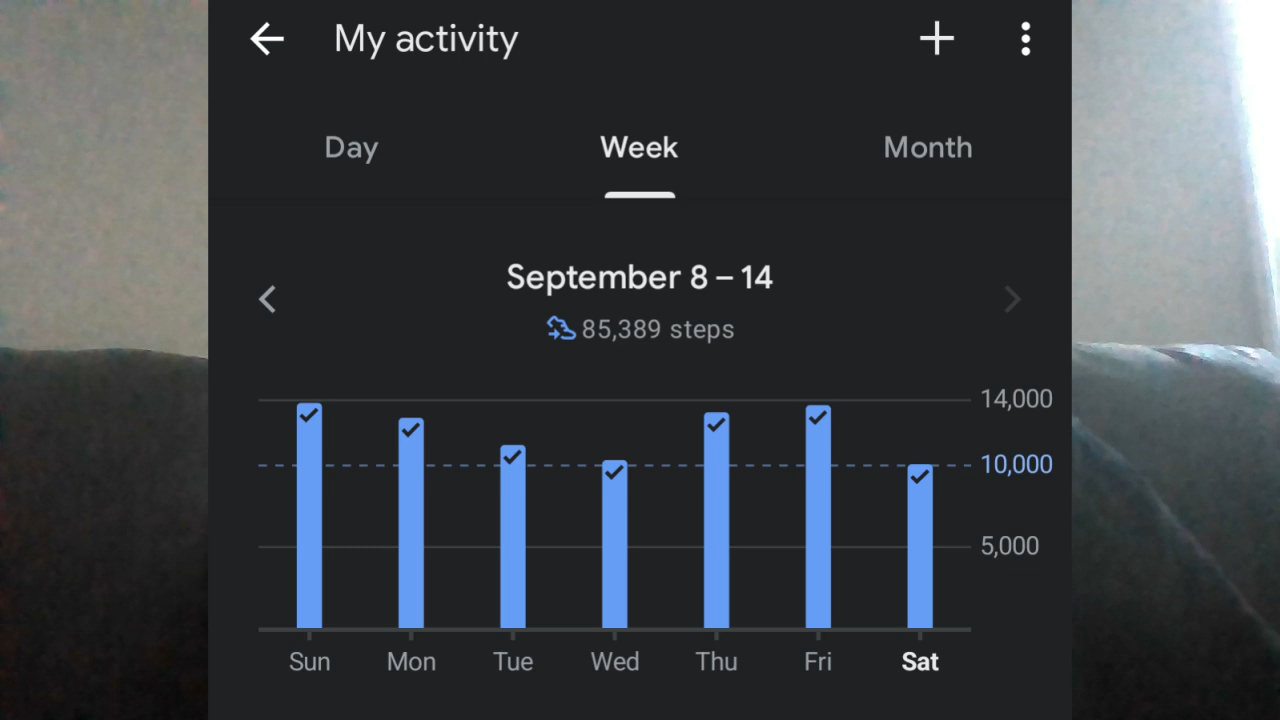 My activity
Day Week Month
September 8 – 14
85,389 steps
14,000
10,000
5,000
Sun Mon Tue Wed Thu Fri Sat